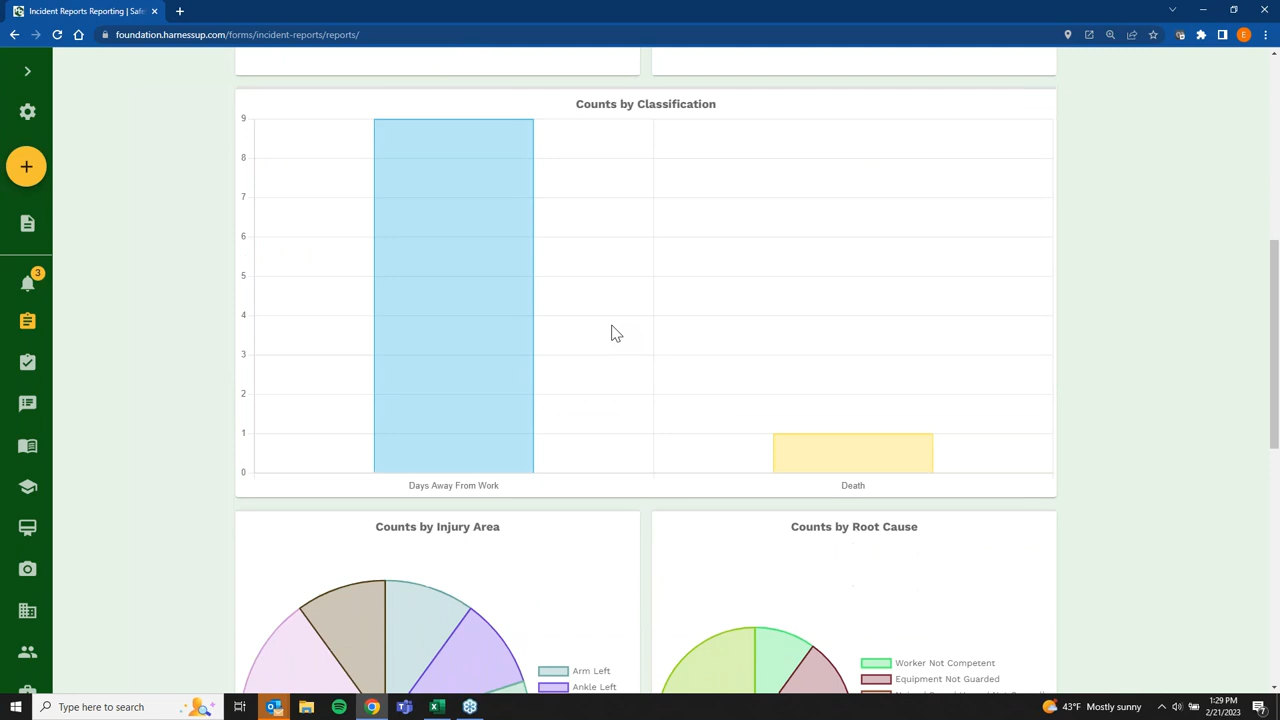 Incident Reports Reporting | Safe
foundation.harnessup.com/forms/incident-reports/reports/
E
3
Counts by Classification
9
8
7
6
5
4
3
2
1
0
Days Away From Work
Death
Counts by Injury Area
Arm Left
Ankle Left
Counts by Root Cause
Worker Not Competent
Equipment Not Guarded
Type here to search
43°F Mostly sunny
1:29 PM
2/21/2023